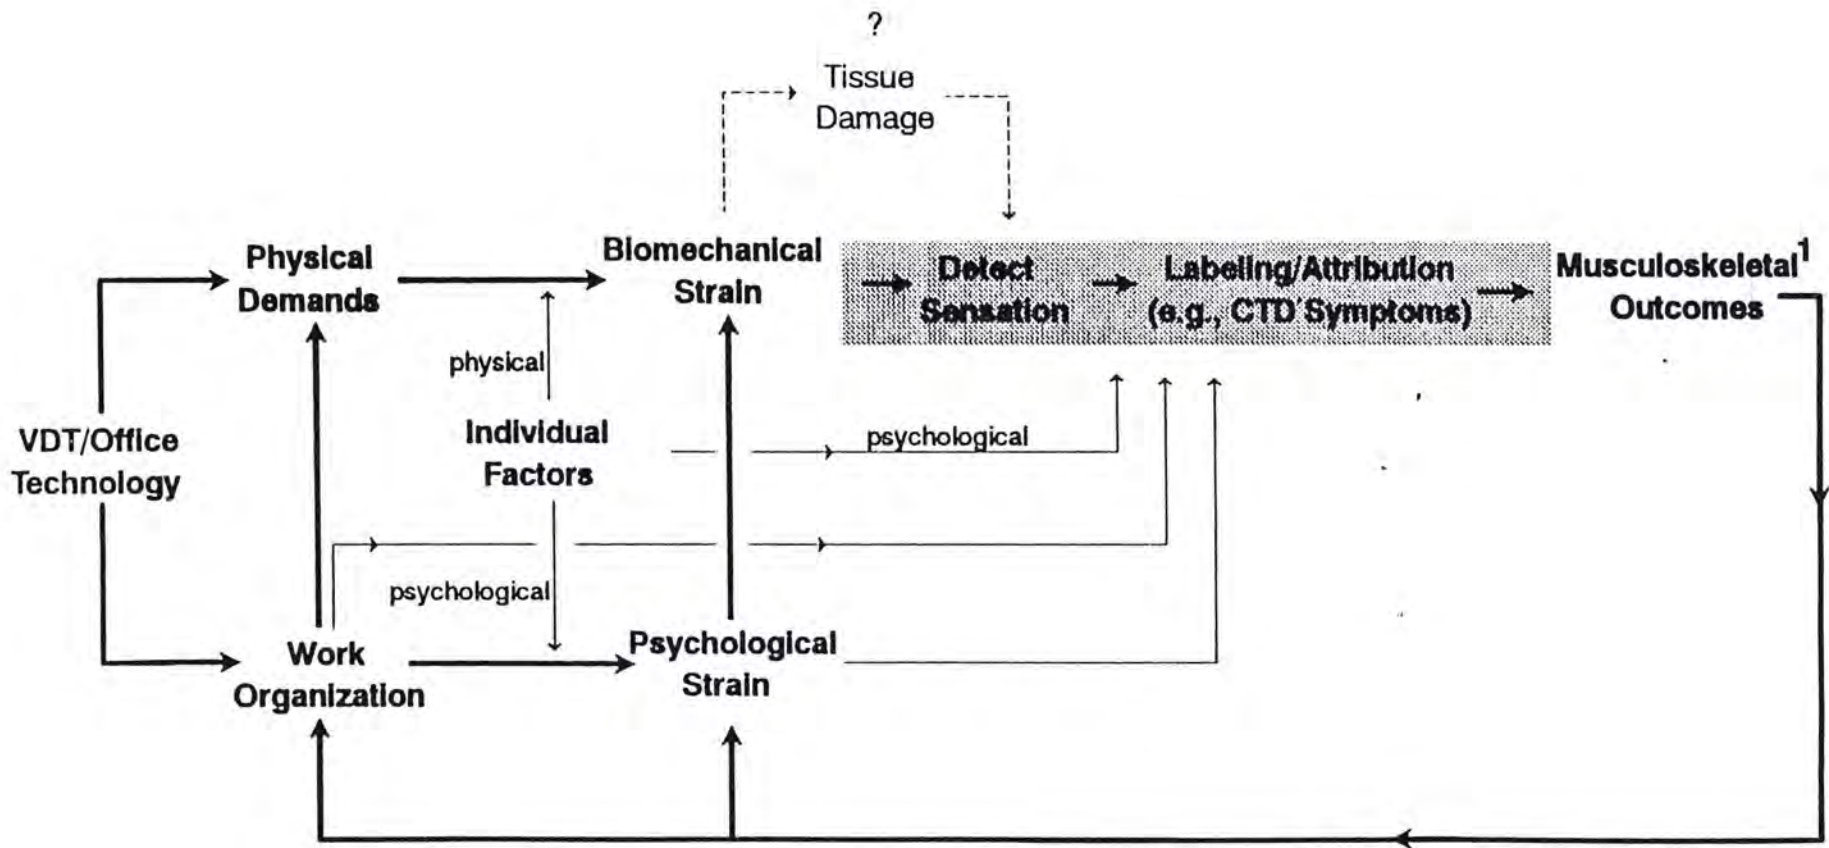 ?
Tissue
Damage
Physical
Demands
Biomechanical
Strain
Detect
Sensation
Labeling/Attribution
(e.g., CTD Symptoms)
Musculoskeletal1
Outcomes
physical
VDT/Office
Technology
Individual
Factors
psychological
psychological
Work
Organization
Psychological
Strain